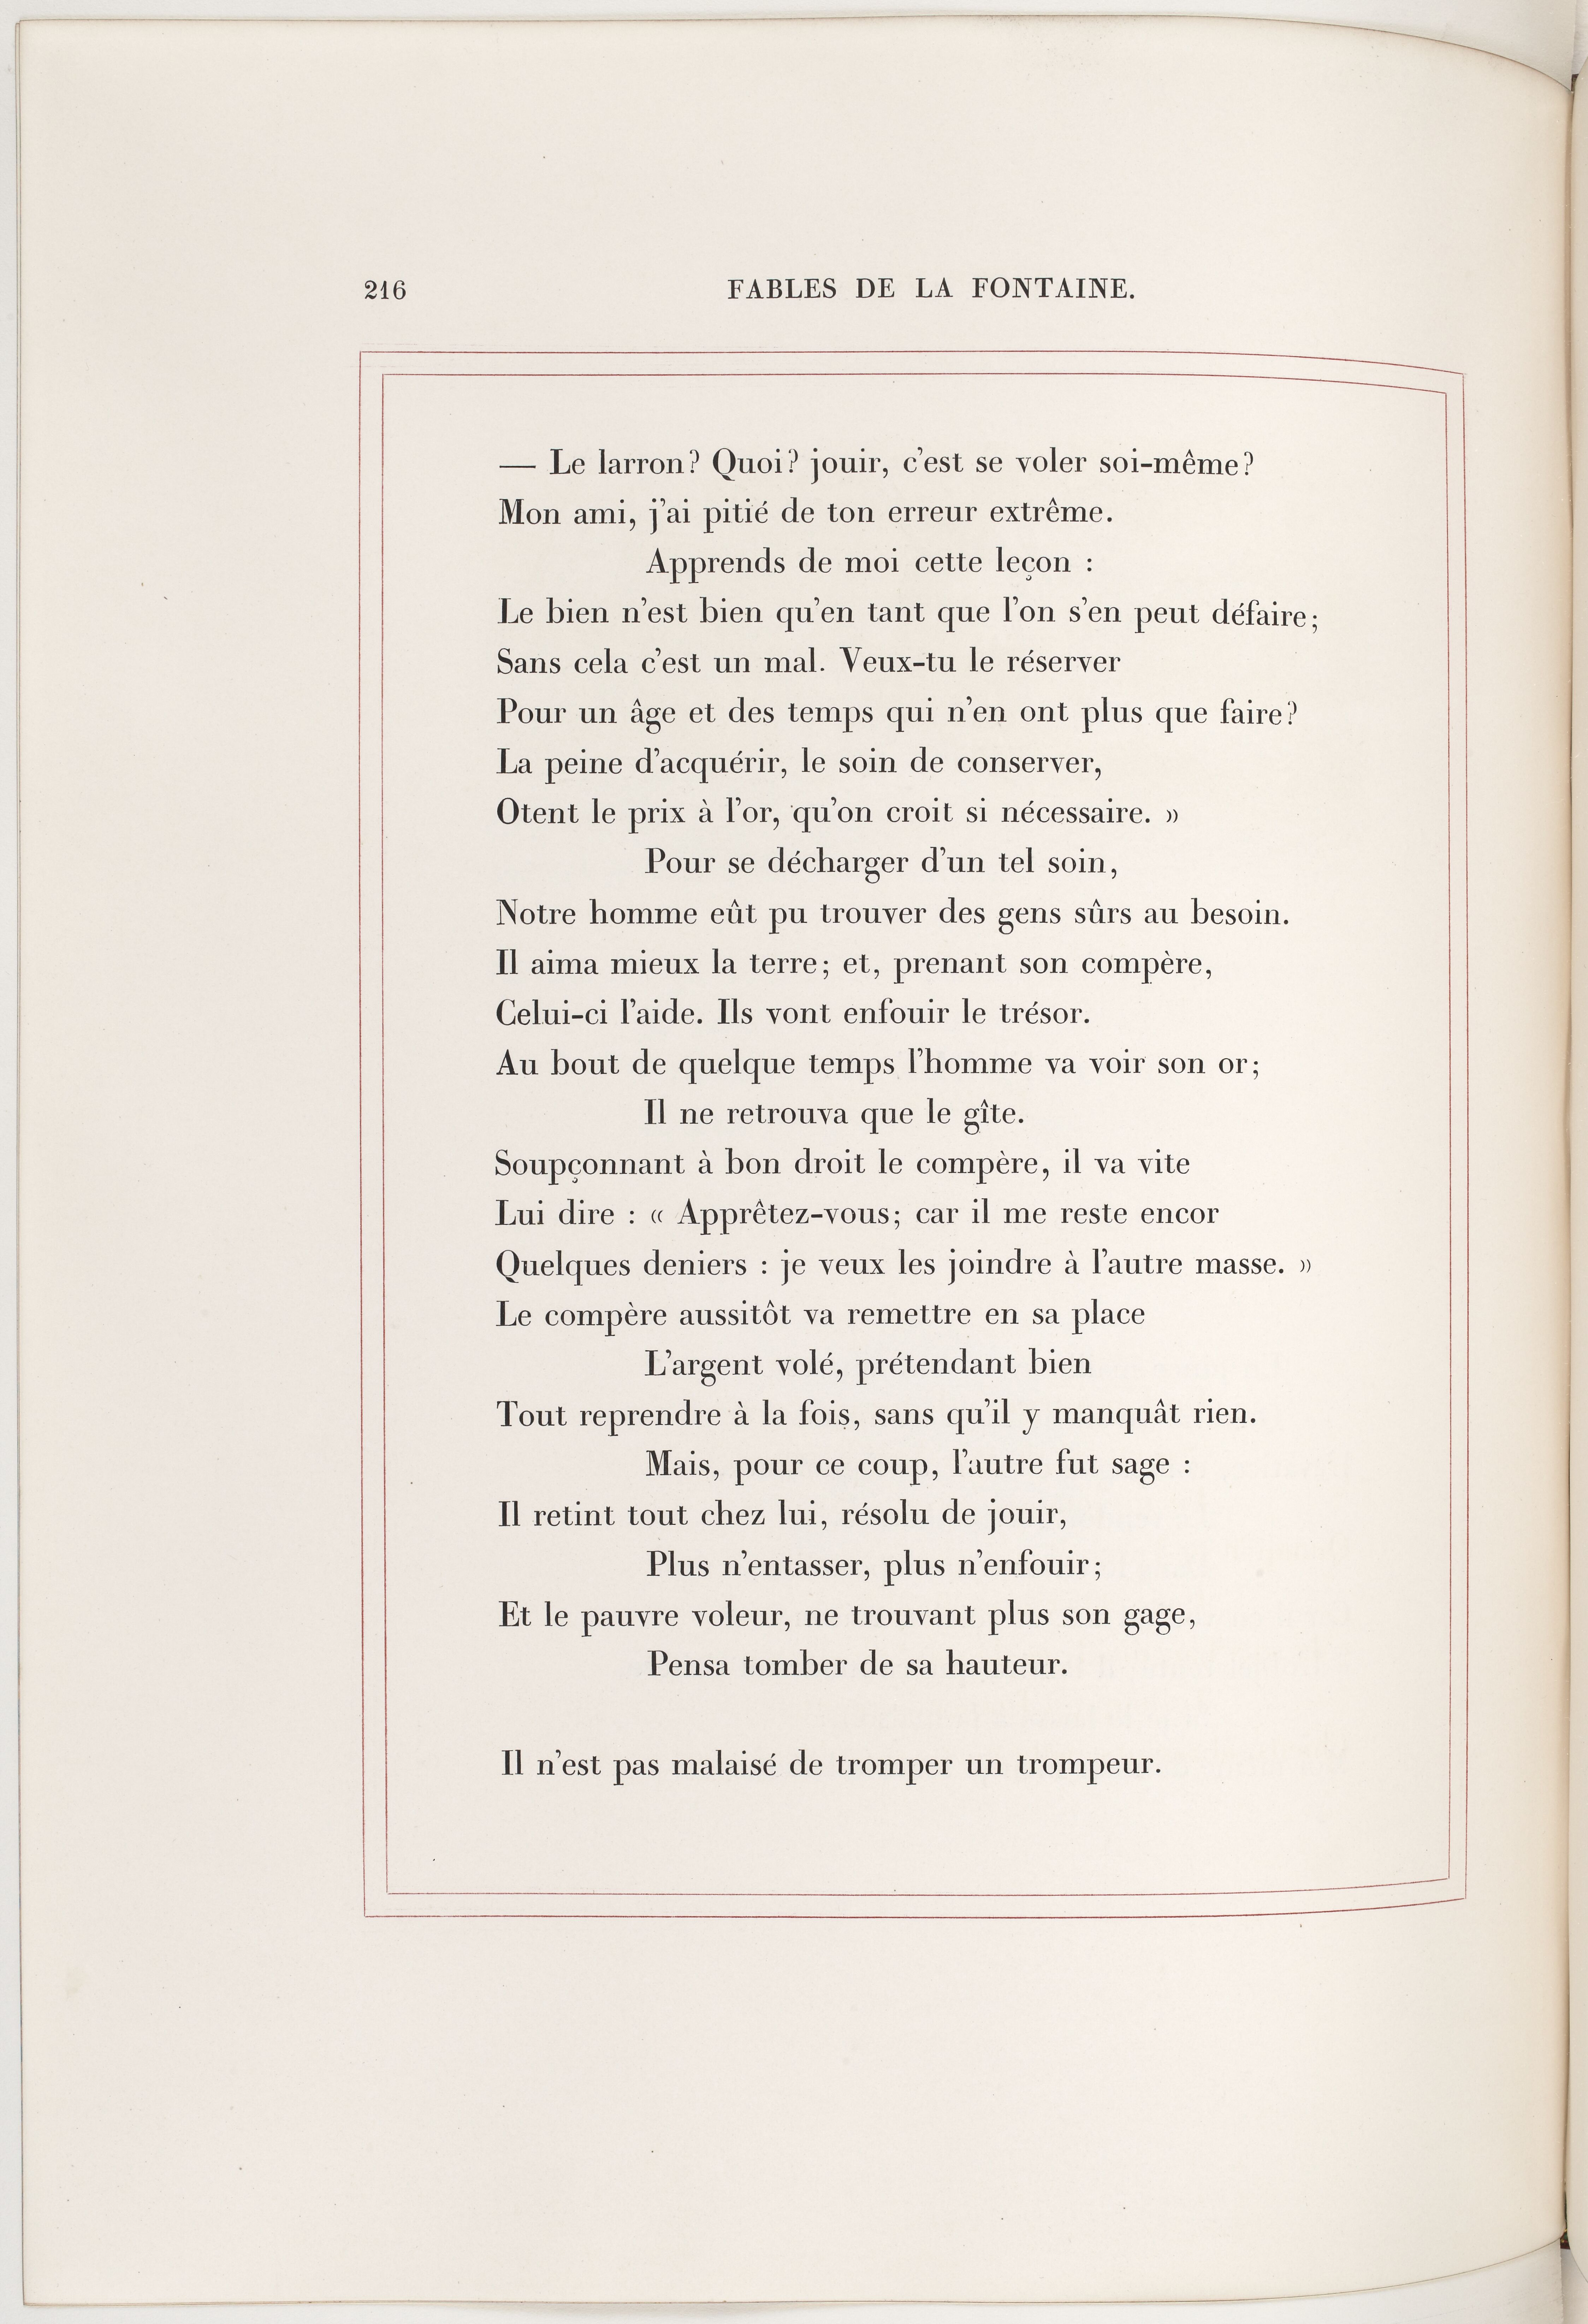 216
FABLES DE LA FONTAINE.
— Le larron? Quoi? jouir, c'est se voler soi-même?
Mon ami, j'ai pitié de ton erreur extrême.
Apprends de moi cette leçon :
Le bien n'est bien qu'en tant que l'on s'en peut défaire;
Sans cela c'est un mal. Veux-tu le réserver
Pour un âge et des temps qui n'en ont plus que faire?
La peine d'acquérir, le soin de conserver,
Otent le prix à l'or, qu'on croit si nécessaire. »
Pour se décharger d'un tel soin,
Notre homme eût pu trouver des gens sûrs au besoin.
Il aima mieux la terre; et, prenant son compère,
Celui-ci l'aide. Ils vont enfouir le trésor.
Au bout de quelque temps l'homme va voir son or;
Il ne retrouva que le gîte.
Soupçonnant à bon droit le compère, il va vite
Lui dire : « Apprêtez-vous; car il me reste encor
Quelques deniers : je veux les joindre à l'autre masse. »
Le compère aussitôt va remettre en sa place
L'argent volé, prétendant bien
Tout reprendre à la fois, sans qu'il y manquât rien.
Mais, pour ce coup, l'autre fut sage :
Il retint tout chez lui, résolu de jouir,
Plus n'entasser, plus n'enfouir;
Et le pauvre voleur, ne trouvant plus son gage,
Pensa tomber de sa hauteur.
Il n'est pas malaisé de tromper un trompeur.